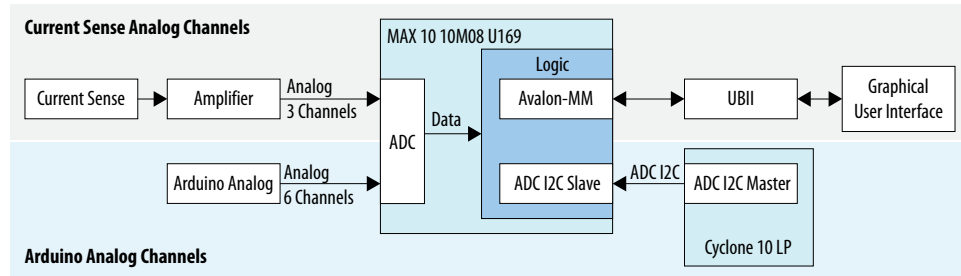 Current Sense Analog Channels
MAX 10 10M08 U169
Logic
Current Sense
Amplifier
Analog
3 Channels
ADC
Data
Avalon-MM
UBII
Graphical
User Interface
Arduino Analog
Analog
6 Channels
ADC I2C Slave
ADC I2C
ADC I2C Master
Cyclone 10 LP
Arduino Analog Channels